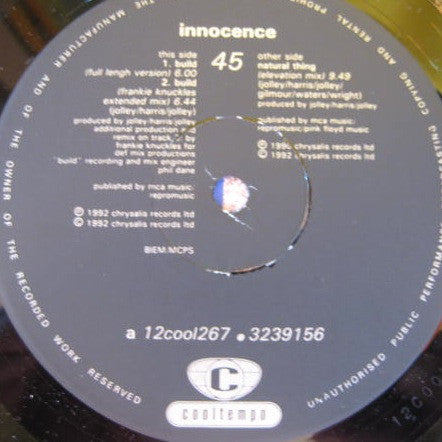 innocence
this side
1. build
(full lengh version) 6.00
2. build
(frankie knuckles
extended mix) 6.44
(jolley/harris/jolley)
produced by jolley/harris/jolley
additional production
remix on track
frankie knuckles for
def mix productions
"build" recording and mix engineer
phil dane
published by mca music:
repromusic
℗ 1992 chrysalis records ltd
© 1992 chrysalis records ltd
BIEM:MCPS
45
other side
natural thing
(elevation mix) 9.49
(jolley/harris/jolley/
gilmour/waters/wright)
produced by jolley/harris/jolley
published by mca music:
repromusic:pink floyd music
℗ 1992 chrysalis records ltd
© 1992 chrysalis records ltd
a 12cool267 • 3239156
C
cooltempo
THE MANUFACTURER AND OF THE OWNER OF THE RECORDED WORK RESERVED
UNAUTHORISED PUBLIC PERFORMANCE
COPYING AND RENTAL
12COO